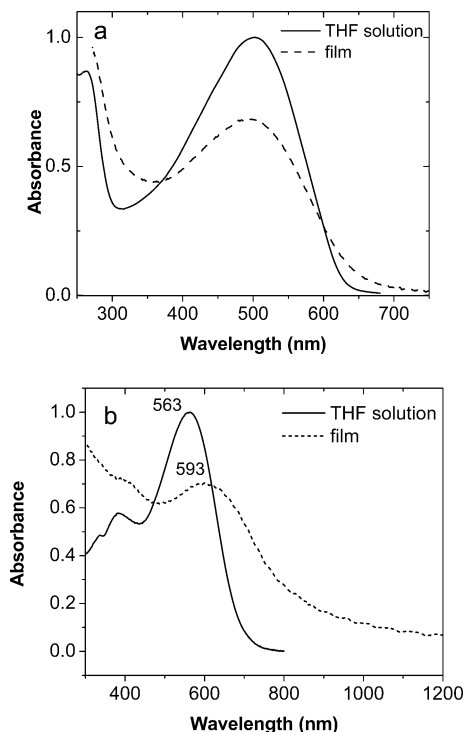 a
THF solution
film
1.0
0.5
0.0
Absorbance
300 400 500 600 700
Wavelength (nm)
b
563
593
THF solution
film
1.0
0.8
0.6
0.4
0.2
0.0
Absorbance
400 600 800 1000 1200
Wavelength (nm)